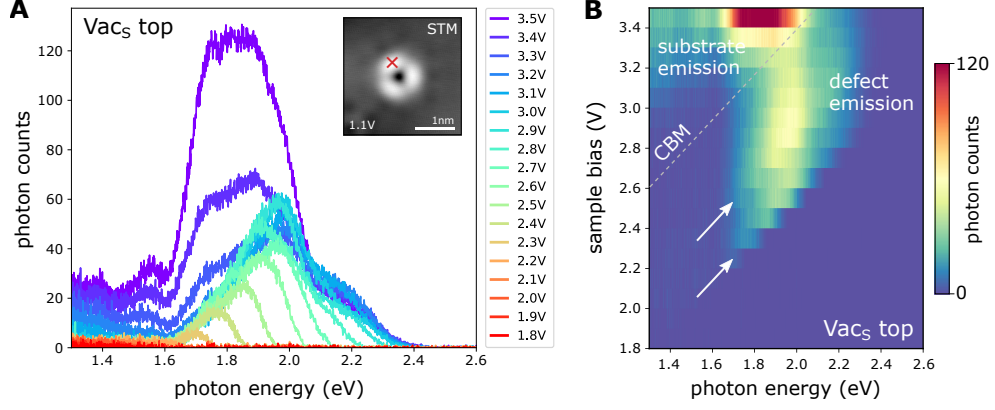 A
Vac_S top
STM
1.1V
1nm
photon counts
0
20
40
60
80
100
120
1.4
1.6
1.8
2.0
2.2
2.4
2.6
photon energy (eV)
3.5V
3.4V
3.3V
3.2V
3.1V
3.0V
2.9V
2.8V
2.7V
2.6V
2.5V
2.4V
2.3V
2.2V
2.1V
2.0V
1.9V
1.8V
B
sample bias (V)
3.4
3.2
3.0
2.8
2.6
2.4
2.2
2.0
1.8
substrate
emission
defect
emission
CBM
Vac_S top
1.4
1.6
1.8
2.0
2.2
2.4
2.6
photon energy (eV)
120
0
photon counts